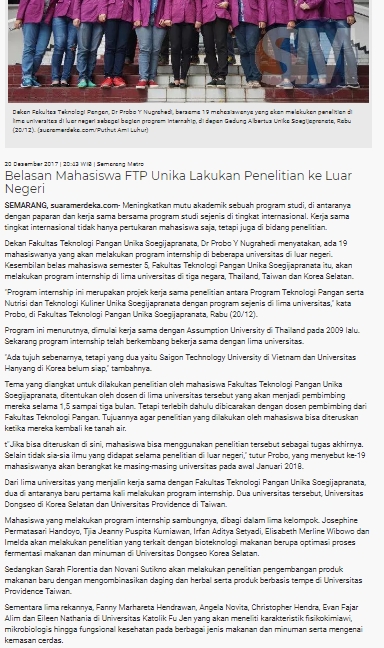 SM
Dekan Fakultas Teknologi Pangan, Dr Probo Y Nugrahedi, bersama 19 mahasiswanya yang akan melakukan penelitian di
lima universitas di luar negeri sebagai bagian program internship, di depan Gedung Albertus Unike Soegijapranata, Rabu
(20/12). (suaramerdeka.com/Puthut Ami Luhur)
20 Desember 2017 | 20:43 WIB | Semarang Metro
Belasan Mahasiswa FTP Unika Lakukan Penelitian ke Luar
Negeri
SEMARANG, suaramerdeka.com- Meningkatkan mutu akademik sebuah program studi, di antaranya
dengan paparan dan kerja sama bersama program studi sejenis di tingkat internasional. Kerja sama
tingkat internasional tidak hanya pertukaran mahasiswa saja, tetapi juga di bidang penelitian.
Dekan Fakultas Teknologi Pangan Unika Soegijapranata, Dr Probo Y Nugrahedi menyatakan, ada 19
mahasiswanya yang akan melakukan program internship di beberapa universitas di luar negeri.
Kesembilan belas mahasiswa semester 5, Fakultas Teknologi Pangan Unika Soegijapranata itu, akan
melakukan program internship di lima universitas di tiga negara, Thailand, Taiwan dan Korea Selatan.
"Program internship ini merupakan projek kerja sama penelitian antara Program Teknologi Pangan serta
Nutrisi dan Teknologi Kuliner Unika Soegijapranata dengan program sejenis di lima universitas," kata
Probo, di Fakultas Teknologi Pangan Unika Soegijapranata, Rabu (20/12).
Program ini menurutnya, dimulai kerja sama dengan Assumption University di Thailand pada 2009 lalu.
Sekarang program internship telah berkembang bekerja sama dengan lima universitas.
"Ada tujuh sebenarnya, tetapi yang dua yaitu Saigon Technology University di Vietnam dan Universitas
Hanyang di Korea belum siap," tambahnya.
Tema yang diangkat untuk dilakukan penelitian oleh mahasiswa Fakultas Teknologi Pangan Unika
Soegijapranata, ditentukan oleh dosen di lima universitas tersebut yang akan menjadi pembimbing
mereka selama 1,5 sampai tiga bulan. Tetapi terlebih dahulu dibicarakan dengan dosen pembimbing dari
Fakultas Teknologi Pangan. Tujuannya agar penelitian yang dilakukan oleh mahasiswa bisa diteruskan
ketika mereka kembali ke tanah air.
t"Jika bisa diteruskan di sini, mahasiswa bisa menggunakan penelitian tersebut sebagai tugas akhirnya.
Selain tidak sia-sia ilmu yang didapat selama penelitian di luar negeri," tutur Probo, yang menyebut ke-19
mahasiswanya akan berangkat ke masing-masing universitas pada awal Januari 2018.
Dari lima universitas yang menjalin kerja sama dengan Fakultas Teknologi Pangan Unika Soegijapranata,
dua di antaranya baru pertama kali melakukan program internship. Dua universitas tersebut, Universitas
Dongseo di Korea Selatan dan Universitas Providence di Taiwan.
Mahasiswa yang melakukan program internship sambungnya, dibagi dalam lima kelompok. Josephine
Permatasari Handoyo, Tjia Jeanny Puspita Kurniawan, Irfan Aditya Setyadi, Elisabeth Merline Wibowo dan
Imelda akan melakukan penelitian yang terkait dengan bioteknologi makanan berupa optimasi proses
fermentasi makanan dan minuman di Universitas Dongseo Korea Selatan.
Sedangkan Sarah Florentia dan Novani Sutikno akan melakukan penelitian pengembangan produk
makanan baru dengan mengombinasikan daging dan herbal serta produk berbasis tempe di Universitas
Providence Taiwan.
Sementara lima rekannya, Fanny Mahareta Hendrawan, Angela Novita, Christopher Hendra, Evan Fajar
Alim dan Eileen Nathania di Universitas Katolik Fu Jen yang akan meneliti karakteristik fisikokimiawi,
mikrobiologis hingga fungsional kesehatan pada berbagai jenis makanan dan minuman serta mengenai
kemasan cerdas.